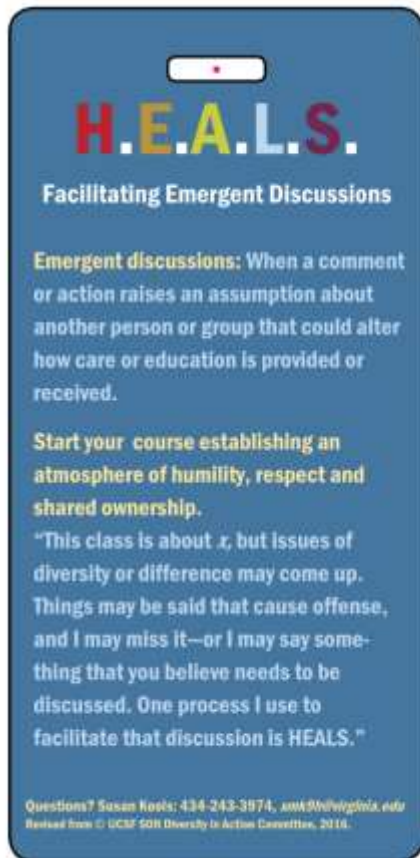 H.E.A.L.S.
Facilitating Emergent Discussions
Emergent discussions: When a comment
or action raises an assumption about
another person or group that could alter
how care or education is provided or
received.
Start your course establishing an
atmosphere of humility, respect and
shared ownership.
“This class is about x, but issues of
diversity or difference may come up.
Things may be said that cause offense,
and I may miss it—or I may say some-
thing that you believe needs to be
discussed. One process I use to
facilitate that discussion is HEALS.”
Questions? Susan Kools: 434-243-3974,
Revised from © UCSF SON Diversity in Action Committee, 2016.